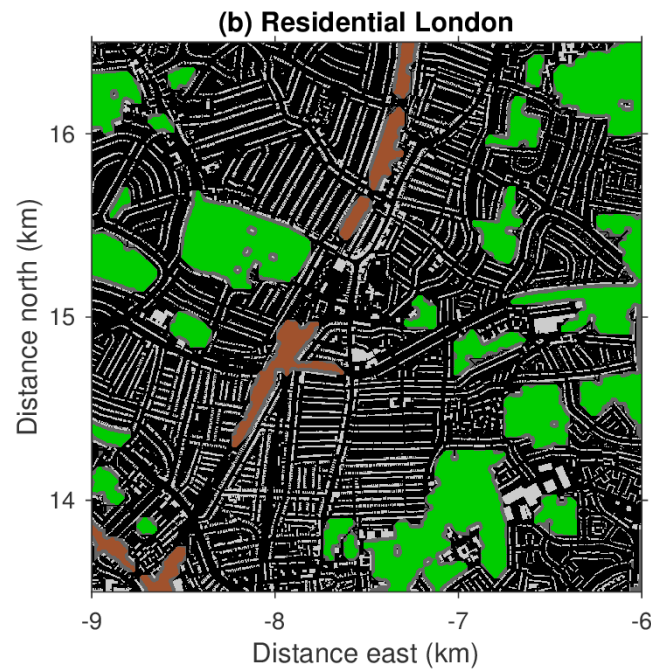 (b) Residential London
Distance north (km)
16
15
14
-9
-8
-7
-6
Distance east (km)